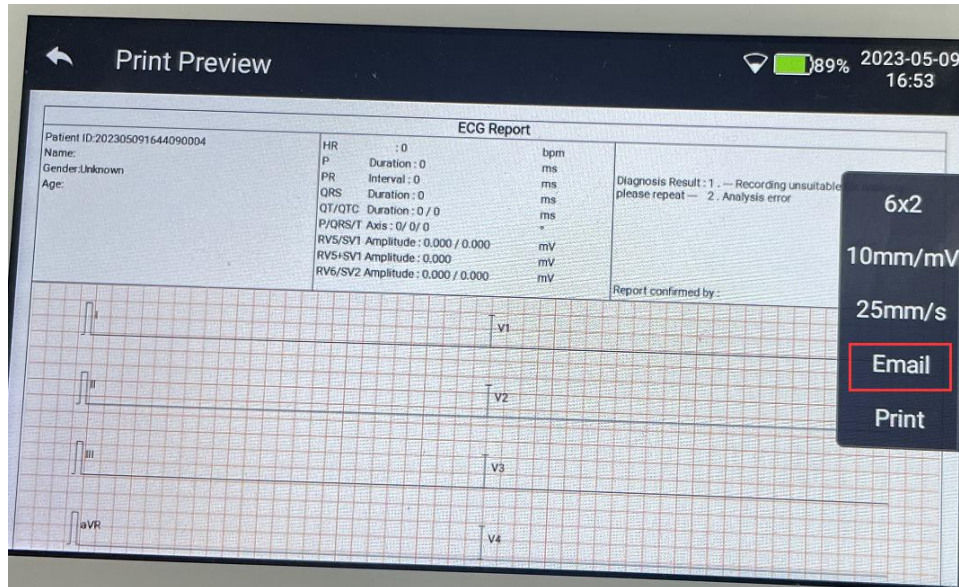 Print Preview
89%
2023-05-09
16:53
ECG Report
Patient ID:202305091644090004
Name:
Gender:Unknown
Age:
HR : 0 bpm
P Duration : 0 ms
PR Interval : 0 ms
QRS Duration : 0 ms
QT/QTC Duration : 0 / 0 ms
P/QRS/T Axis : 0/ 0/ 0 °
RV5/SV1 Amplitude : 0.000 / 0.000 mV
RV5+SV1 Amplitude : 0.000 mV
RV6/SV2 Amplitude : 0.000 / 0.000 mV
Diagnosis Result : 1 . --- Recording unsuitable
please repeat --- 2 . Analysis error
Report confirmed by :
6x2
10mm/mV
25mm/s
Email
Print
I
V1
II
V2
III
V3
aVR
V4